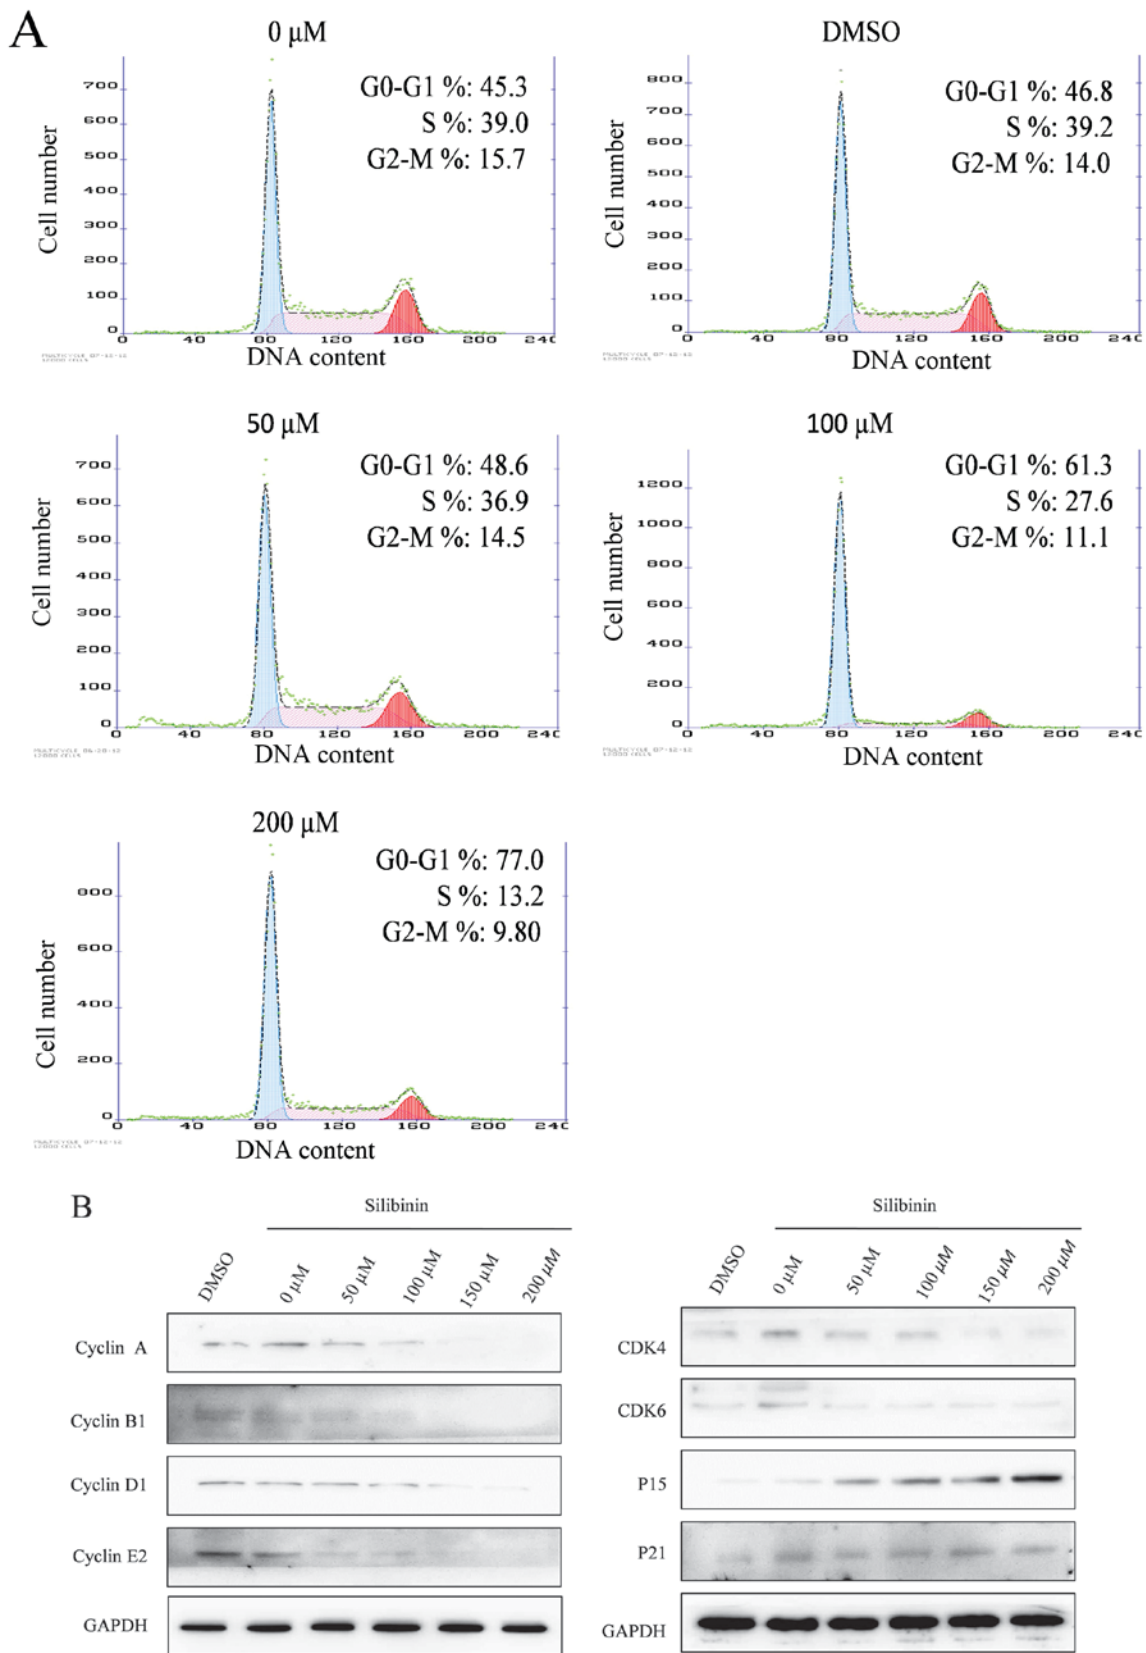 A
0 μM
G0-G1 %: 45.3
S %: 39.0
G2-M %: 15.7
Cell number
700
600
500
400
300
200
100
0
0 40 80 120 160 200 240
DNA content
DMSO
G0-G1 %: 46.8
S %: 39.2
G2-M %: 14.0
Cell number
800
700
600
500
400
300
200
100
0
0 40 80 120 160 200
DNA content
50 μM
G0-G1 %: 48.6
S %: 36.9
G2-M %: 14.5
Cell number
700
600
500
400
300
200
100
0
0 40 80 120 160 200
DNA content
100 μM
G0-G1 %: 61.3
S %: 27.6
G2-M %: 11.1
Cell number
1200
1000
800
600
400
200
0
0 40 80 120 160 200
DNA content
200 μM
G0-G1 %: 77.0
S %: 13.2
G2-M %: 9.80
Cell number
800
600
400
200
0
0 40 80 120 160 200
DNA content
B
Silibinin
DMSO 0 μM 50 μM 100 μM 150 μM 200 μM
Cyclin A
Cyclin B1
Cyclin D1
Cyclin E2
GAPDH
Silibinin
DMSO 0 μM 50 μM 100 μM 150 μM 200 μM
CDK4
CDK6
P15
P21
GAPDH